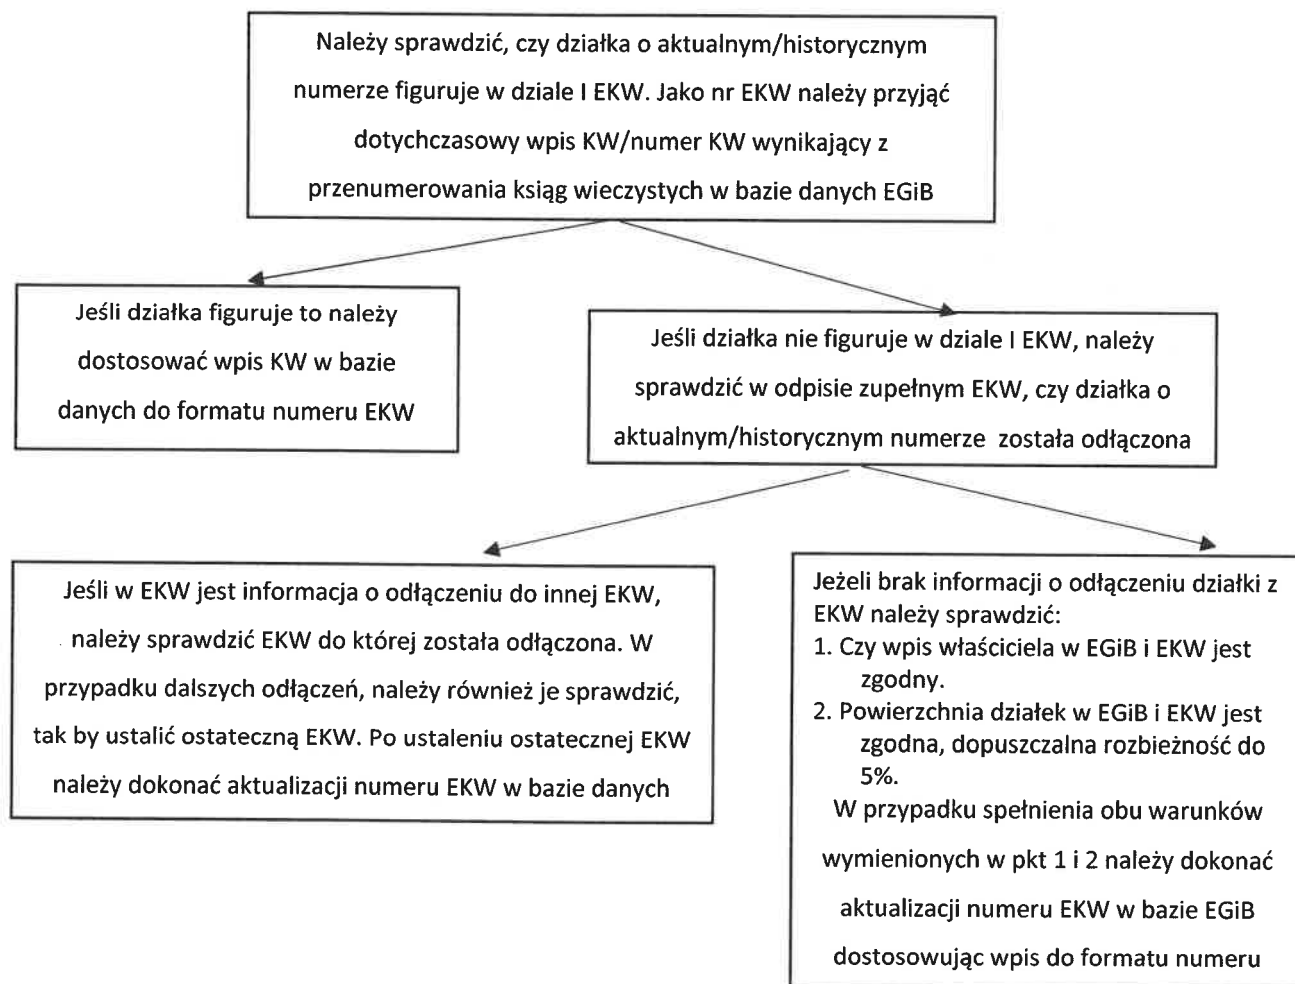 Należy sprawdzić, czy działka o aktualnym/historycznym
numerze figuruje w dziale I EKW. Jako nr EKW należy przyjąć
dotychczasowy wpis KW/numer KW wynikający z
przenumerowania ksiąg wieczystych w bazie danych EGiB
Jeśli działka figuruje to należy
dostosować wpis KW w bazie
danych do formatu numeru EKW
Jeśli działka nie figuruje w dziale I EKW, należy
sprawdzić w odpisie zupełnym EKW, czy działka o
aktualnym/historycznym numerze została odłączona
Jeśli w EKW jest informacja o odłączeniu do innej EKW,
należy sprawdzić EKW do której została odłączona. W
przypadku dalszych odłączeń, należy również je sprawdzić,
tak by ustalić ostateczną EKW. Po ustaleniu ostatecznej EKW
należy dokonać aktualizacji numeru EKW w bazie danych
Jeżeli brak informacji o odłączeniu działki z
EKW należy sprawdzić:
1. Czy wpis właściciela w EGiB i EKW jest
zgodny.
2. Powierzchnia działek w EGiB i EKW jest
zgodna, dopuszczalna rozbieżność do
5%.
W przypadku spełnienia obu warunków
wymienionych w pkt 1 i 2 należy dokonać
aktualizacji numeru EKW w bazie EGiB
dostosowując wpis do formatu numeru